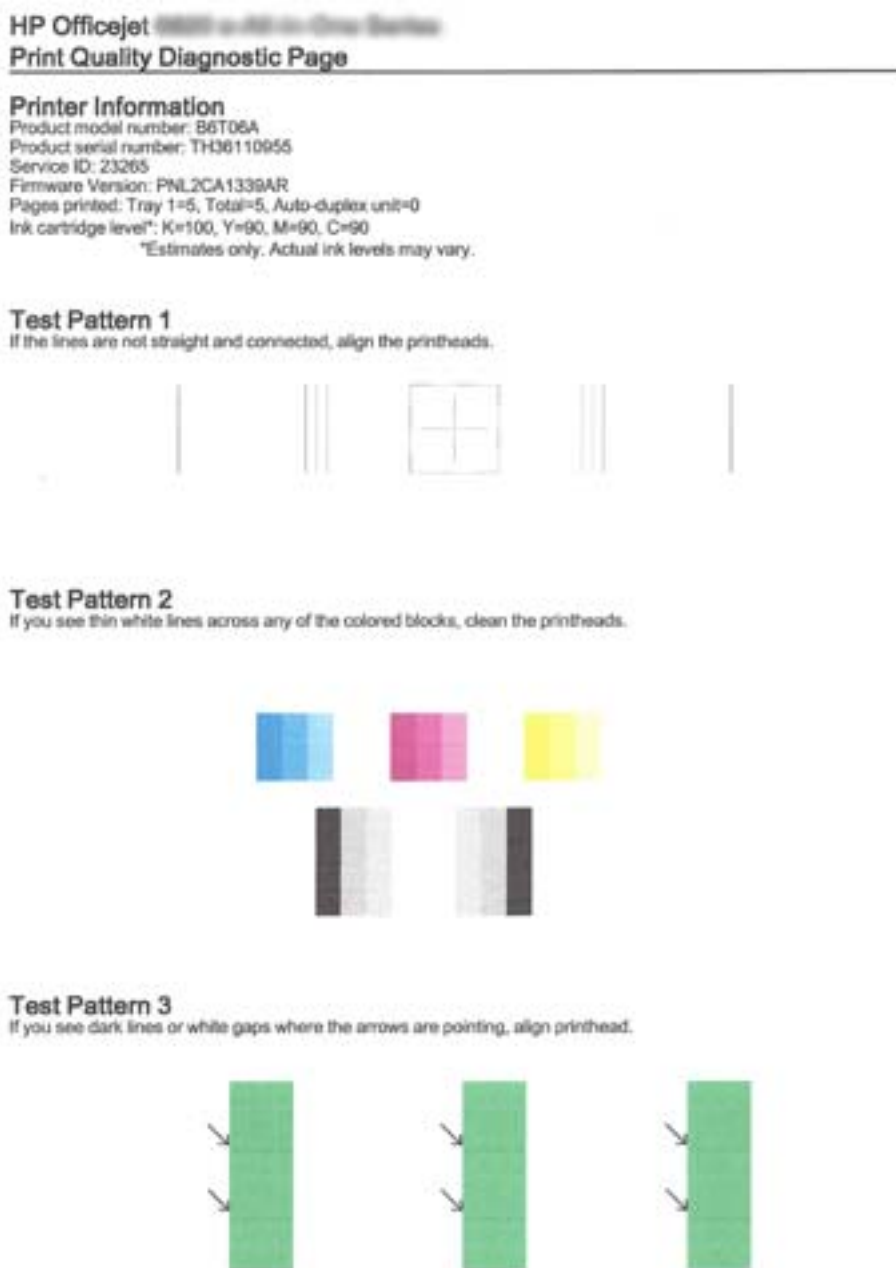 HP Officejet
Print Quality Diagnostic Page
Printer Information
Product model number: B6T06A
Product serial number: TH36110955
Service ID: 23265
Firmware Version: PNL2CA1339AR
Pages printed: Tray 1=5, Total=5, Auto-duplex unit=0
Ink cartridge level*: K=100, Y=90, M=90, C=90
*Estimates only. Actual ink levels may vary.
Test Pattern 1
If the lines are not straight and connected, align the printheads.
Test Pattern 2
If you see thin white lines across any of the colored blocks, clean the printheads.
Test Pattern 3
If you see dark lines or white gaps where the arrows are pointing, align printhead.